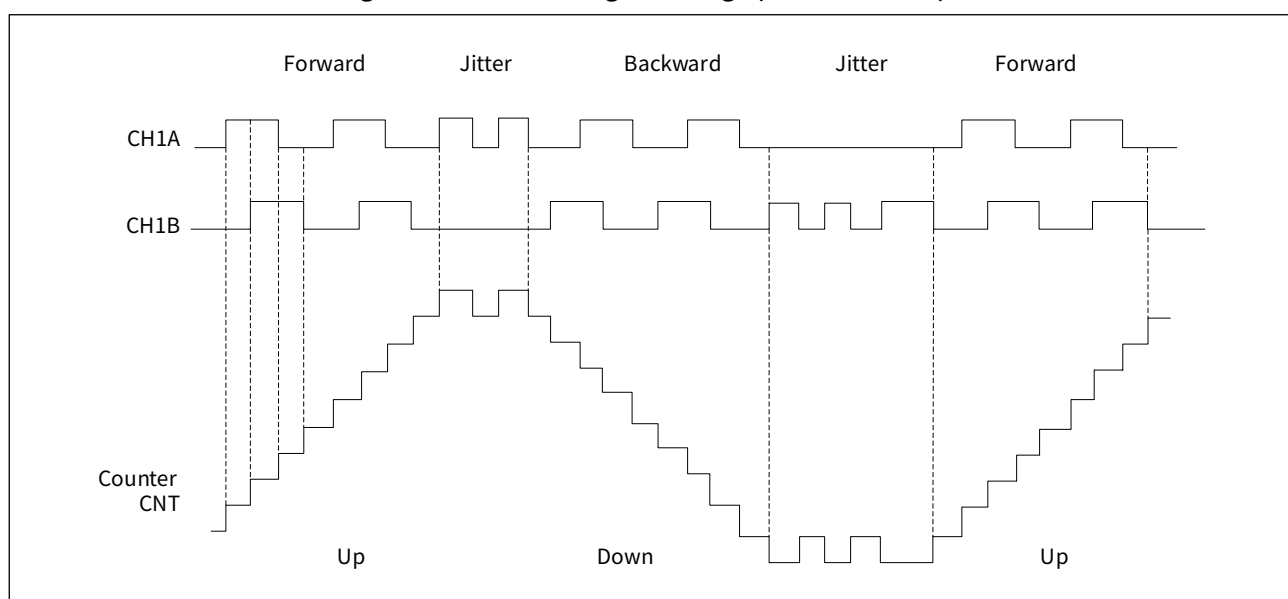 Forward Jitter Backward Jitter Forward
CH1A
CH1B
Counter
CNT
Up Down Up